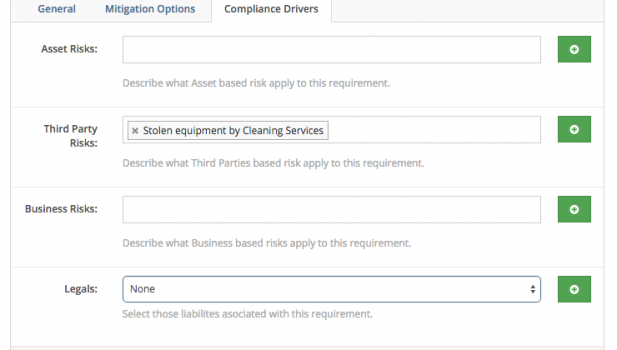 General Mitigation Options Compliance Drivers
Asset Risks:
Describe what Asset based risk apply to this requirement.
Third Party
Risks:
× Stolen equipment by Cleaning Services
Describe what Third Parties based risk apply to this requirement.
Business Risks:
Describe what Business based risks apply to this requirement.
Legals:
None
Select those liabilites asociated with this requirement.